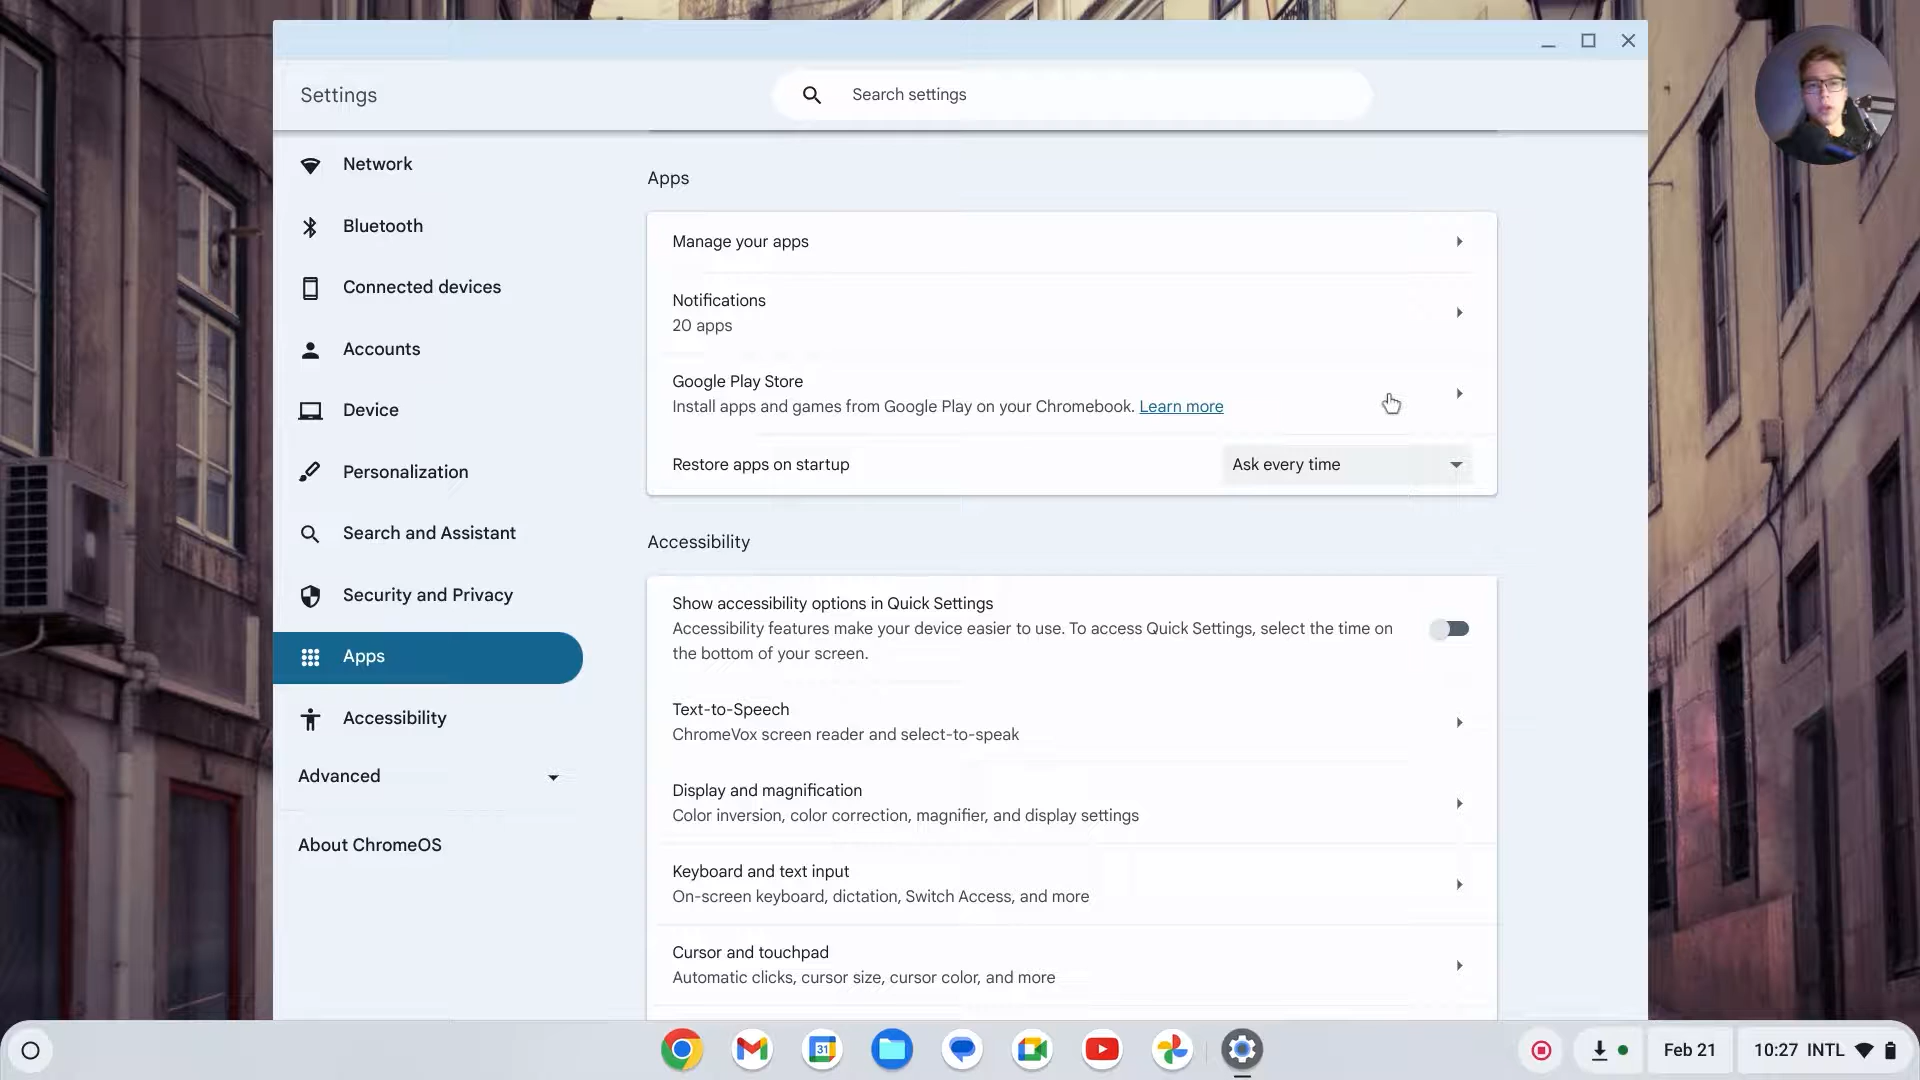 Settings
Search settings
Network
Bluetooth
Connected devices
Accounts
Device
Personalization
Search and Assistant
Security and Privacy
Apps
Accessibility
Advanced
About ChromeOS
Apps
Manage your apps
Notifications
20 apps
Google Play Store
Install apps and games from Google Play on your Chromebook. Learn more
Restore apps on startup
Ask every time
Accessibility
Show accessibility options in Quick Settings
Accessibility features make your device easier to use. To access Quick Settings, select the time on
the bottom of your screen.
Text-to-Speech
ChromeVox screen reader and select-to-speak
Display and magnification
Color inversion, color correction, magnifier, and display settings
Keyboard and text input
On-screen keyboard, dictation, Switch Access, and more
Cursor and touchpad
Automatic clicks, cursor size, cursor color, and more
31
Feb 21
10:27 INTL